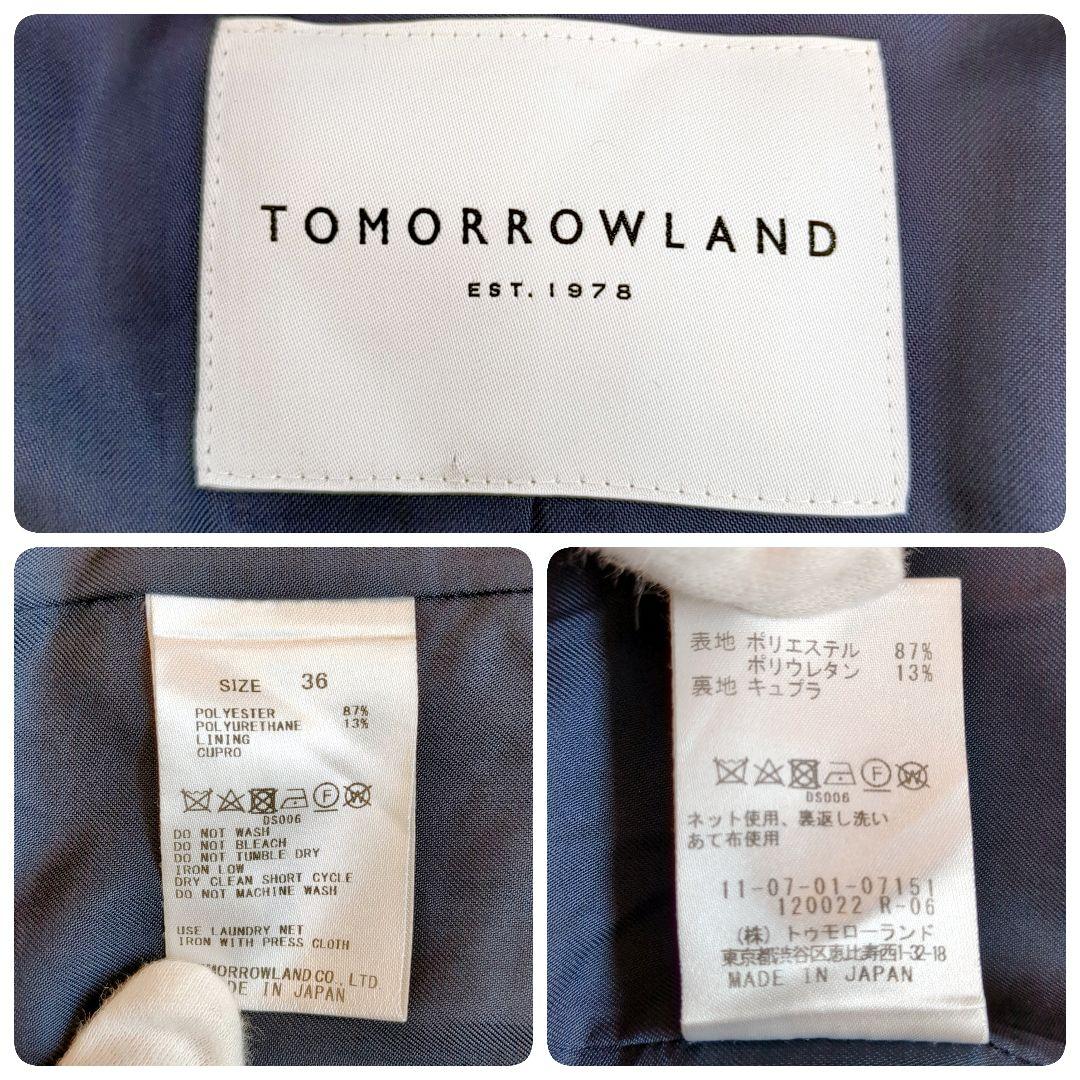 TOMORROWLAND
EST. 1978
SIZE 36
POLYESTER 87%
POLYURETHANE 13%
LINING
CUPRO
DS006
DO NOT WASH
DO NOT BLEACH
DO NOT TUMBLE DRY
IRON LOW
DRY CLEAN SHORT CYCLE
DO NOT MACHINE WASH
USE LAUNDRY NET
IRON WITH PRESS CLOTH
MORROWLAND CO., LTD.
DE IN JAPAN
表地 ポリエステル 87%
ポリウレタン 13%
裏地 キュプラ
DS006
ネット使用、裏返し洗い
あて布使用
11-07-01-07151
120022 R-06
(株) トゥモローランド
東京都渋谷区恵比寿西1-32-18
MADE IN JAPAN